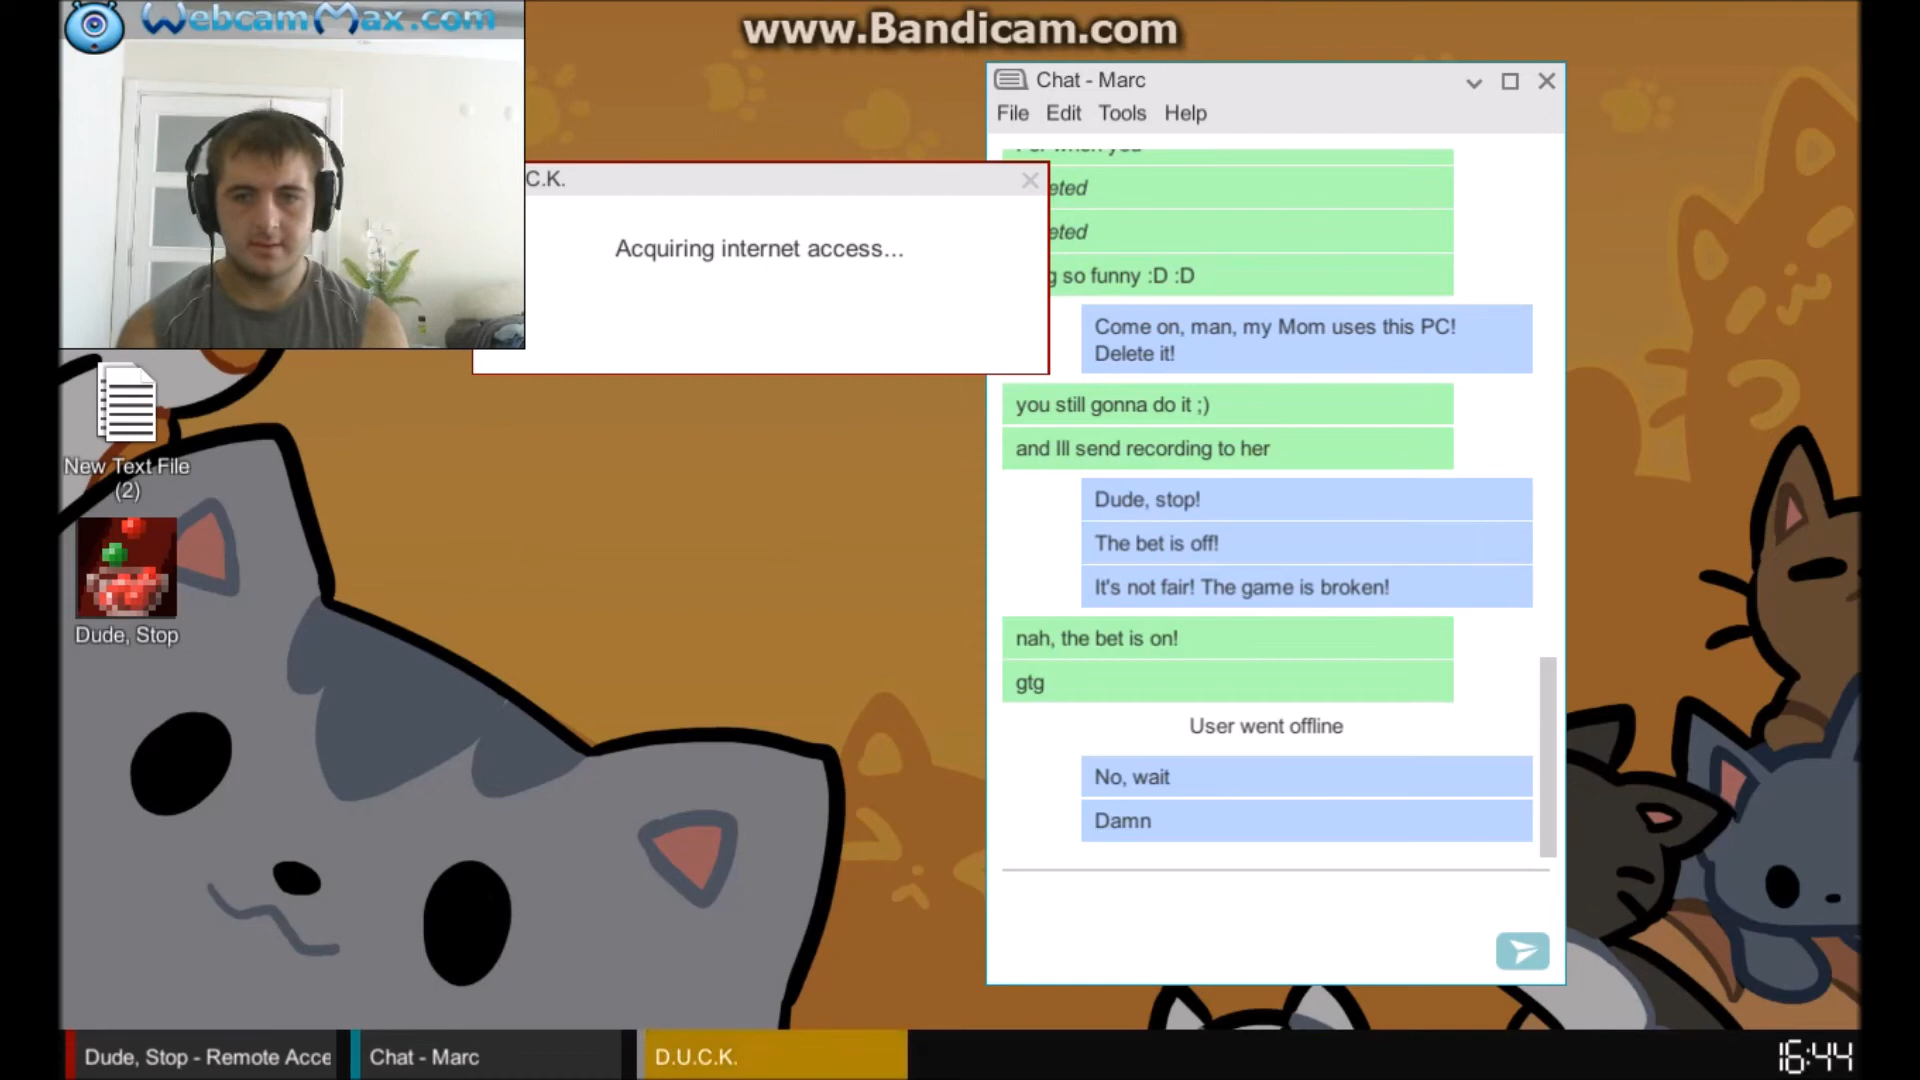 WebcamMax.com
www.Bandicam.com
Chat - Marc
File Edit Tools Help
C.K.
Acquiring internet access...
eted
eted
g so funny :D :D
Come on, man, my Mom uses this PC!
Delete it!
you still gonna do it ;)
and Ill send recording to her
Dude, stop!
The bet is off!
It's not fair! The game is broken!
nah, the bet is on!
gtg
User went offline
No, wait
Damn
New Text File
(2)
Dude, Stop
Dude, Stop - Remote Acce
Chat - Marc
D.U.C.K.
16:44